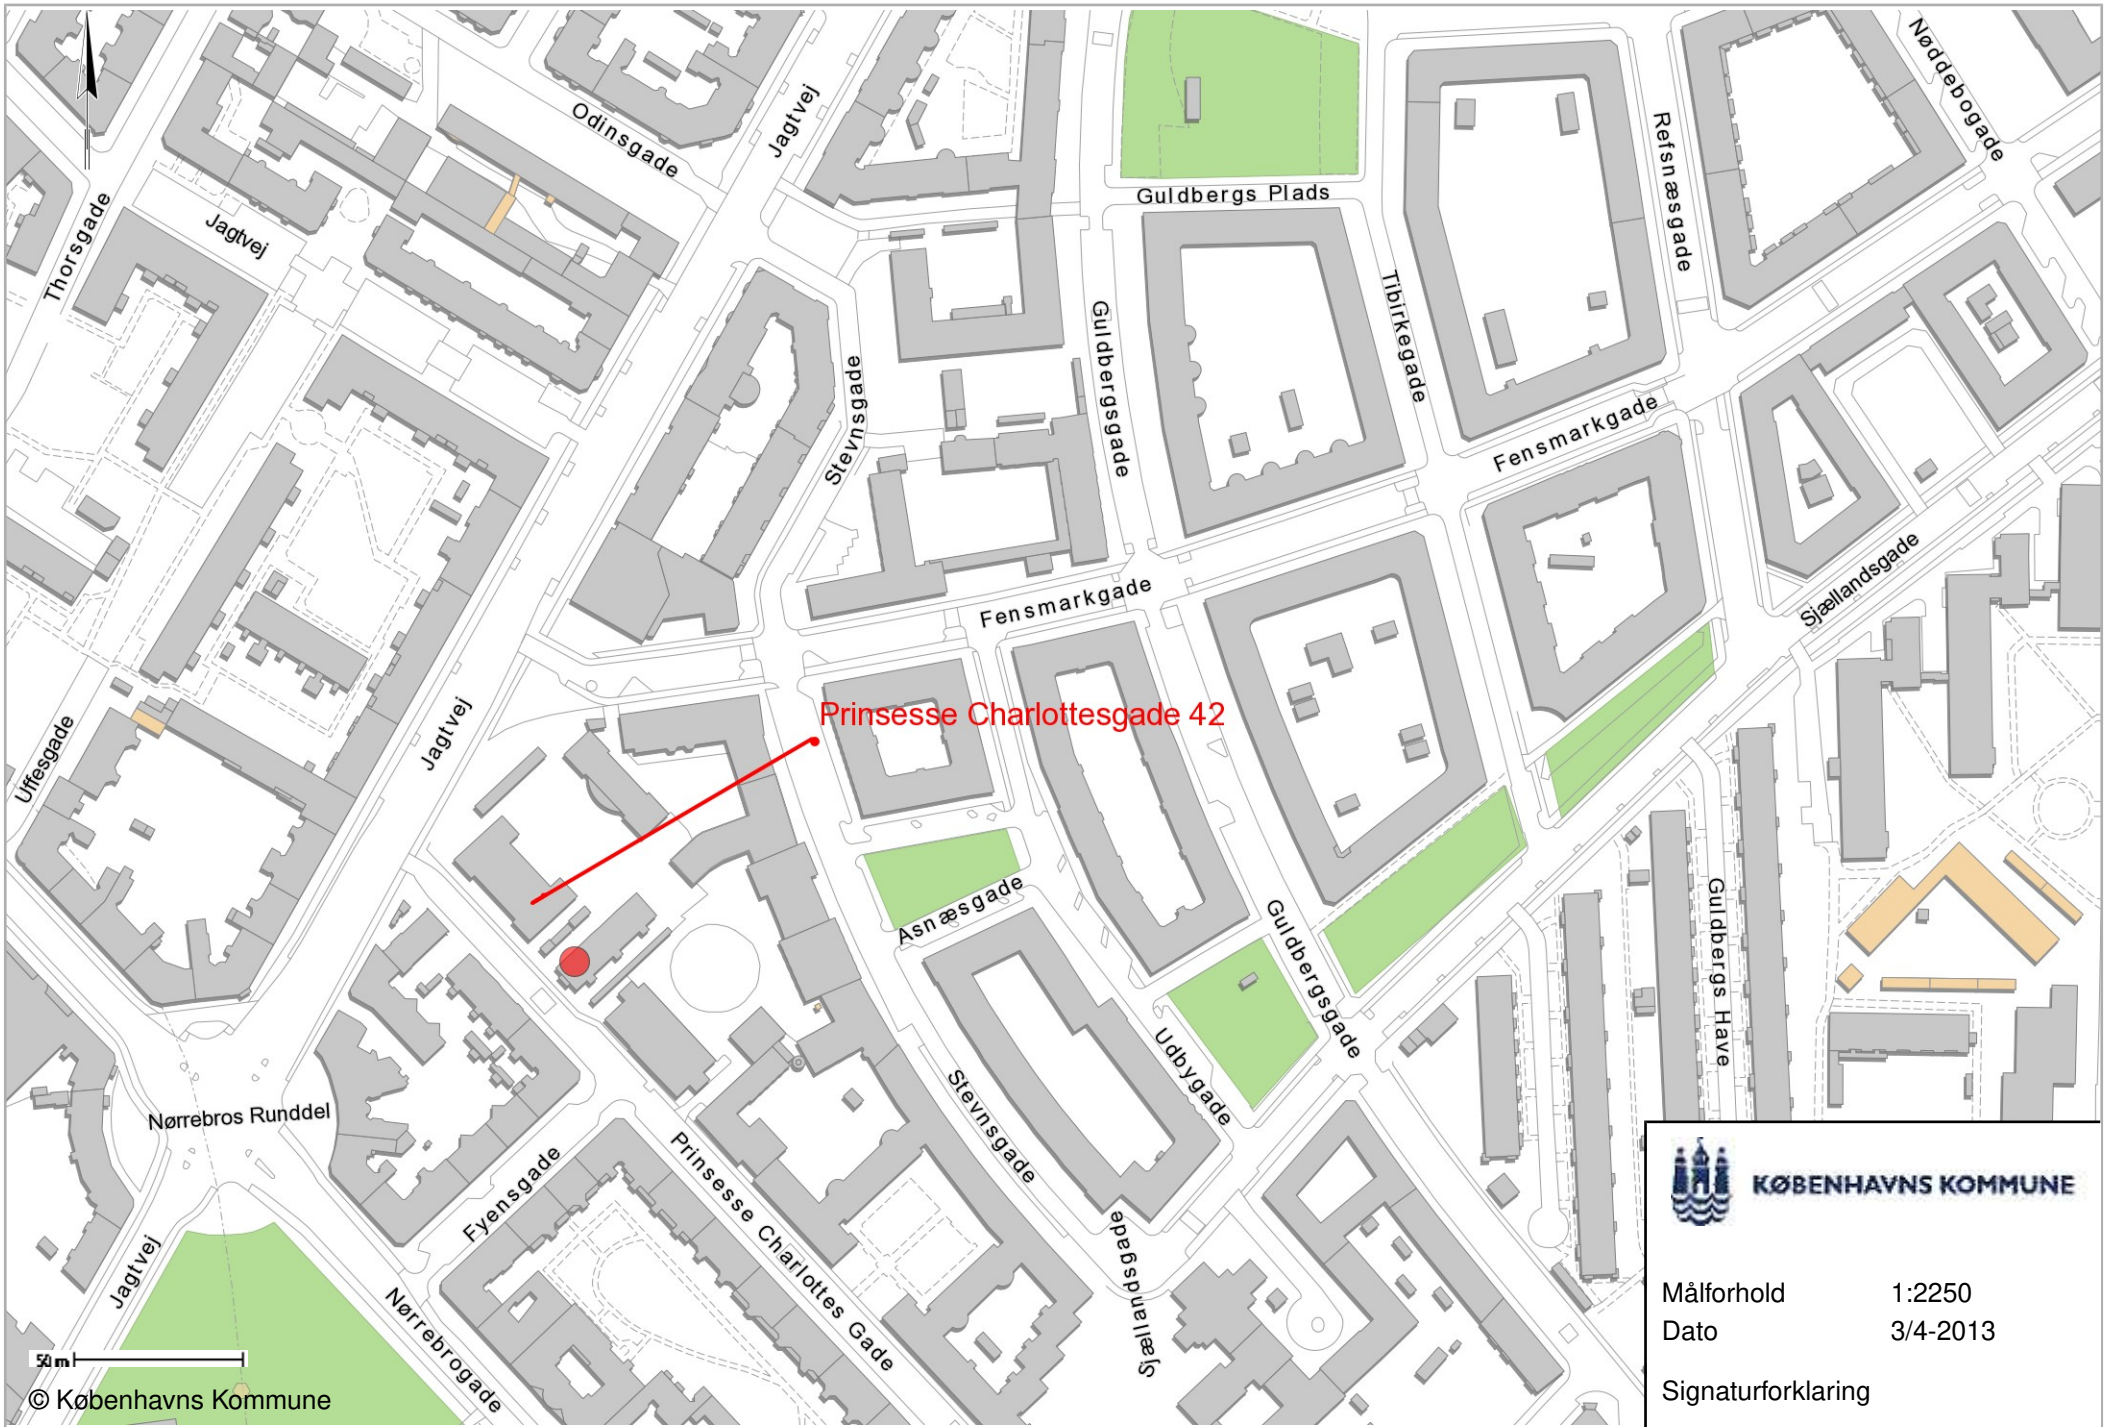 Nøddebogade
Odinsgade
Jagtvej
Refsnæsgade
Guldbergs Plads
Thorsgade
Jagtvej
Tibirkegade
Guldbergsgade
Stevnsgade
Fensmarkgade
Sjællandsgade
Fensmarkgade
Prinsesse Charlottesgade 42
Jagtvej
Uffesgade
Asnæsgade
Guldbergsgade
Guldbergs Have
Udbygade
Stevnsgade
Nørrebros Runddel
Prinsesse Charlottes Gade
Fyensgade
Sjællandsgade
Jagtvej
Nørrebrogade
KØBENHAVNS KOMMUNE
Målforhold 1:2250
Dato 3/4-2013
Signaturforklaring
50 m
© Københavns Kommune